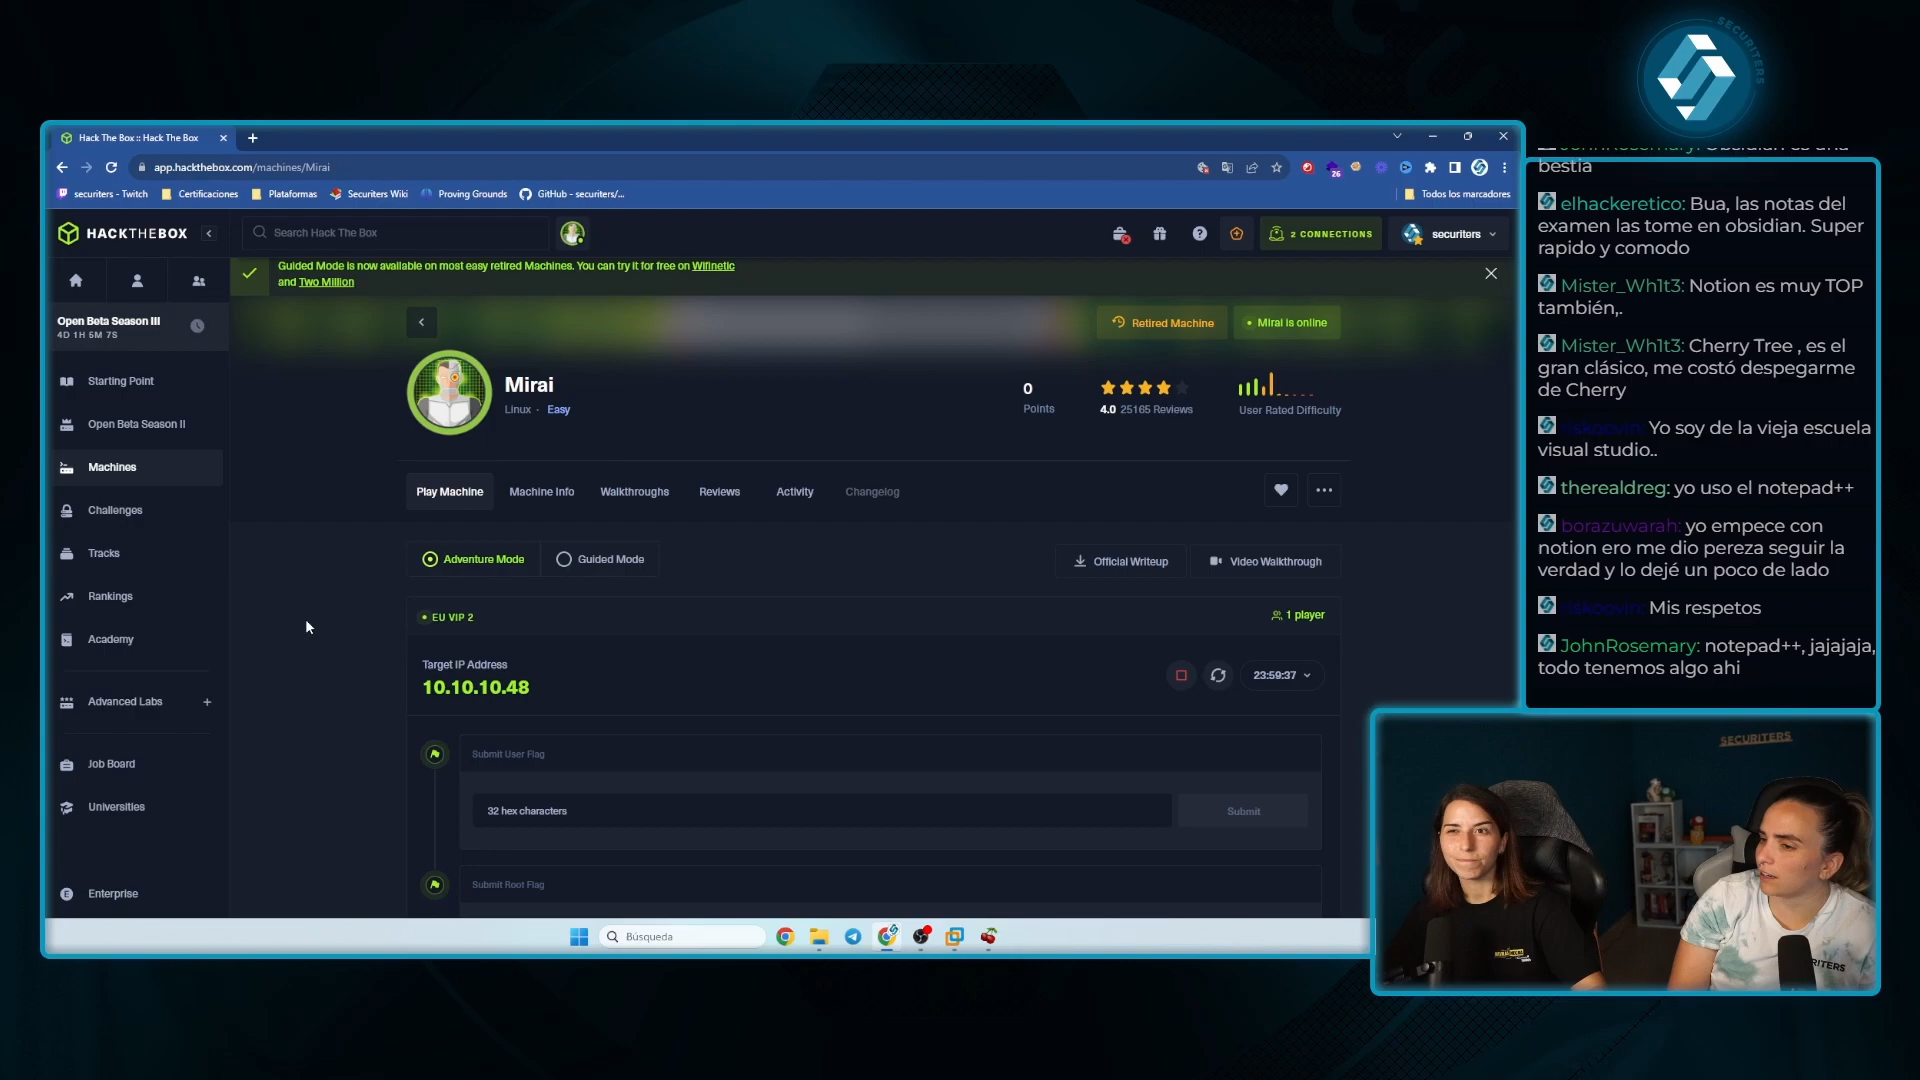 SECURITERS
Hack The Box :: Hack The Box
app.hackthebox.com/machines/Mirai
26
securiters - Twitch
Certificaciones
Plataformas
Securiters Wiki
Proving Grounds
GitHub - securiters/...
Todos los marcadores
HACKTHEBOX
Search Hack The Box
2 CONNECTIONS
securiters
Guided Mode is now available on most easy retired Machines. You can try it for free on Wifinetic
and Two Million
Open Beta Season III
4D 1H 5M 7S
Starting Point
Open Beta Season II
Machines
Challenges
Tracks
Rankings
Academy
Advanced Labs
Job Board
Universities
Enterprise
Retired Machine
Mirai is online
Mirai
Linux · Easy
0
Points
4.0 25165 Reviews
User Rated Difficulty
Play Machine
Machine Info
Walkthroughs
Reviews
Activity
Changelog
Adventure Mode
Guided Mode
Official Writeup
Video Walkthrough
EU VIP 2
1 player
Target IP Address
10.10.10.48
23:59:37
Submit User Flag
32 hex characters
Submit
Submit Root Flag
Búsqueda
JohnRosemary: Obsidian es una
bestia
elhackeretico: Bua, las notas del
examen las tome en obsidian. Super
rapido y comodo
Mister_Wh1t3: Notion es muy TOP
también,.
Mister_Wh1t3: Cherry Tree , es el
gran clásico, me costó despegarme
de Cherry
Yo soy de la vieja escuela
visual studio..
therealdreg: yo uso el notepad++
borazuwarah: yo empece con
notion ero me dio pereza seguir la
verdad y lo dejé un poco de lado
Mis respetos
JohnRosemary: notepad++, jajajaja,
todo tenemos algo ahi
SECURITERS